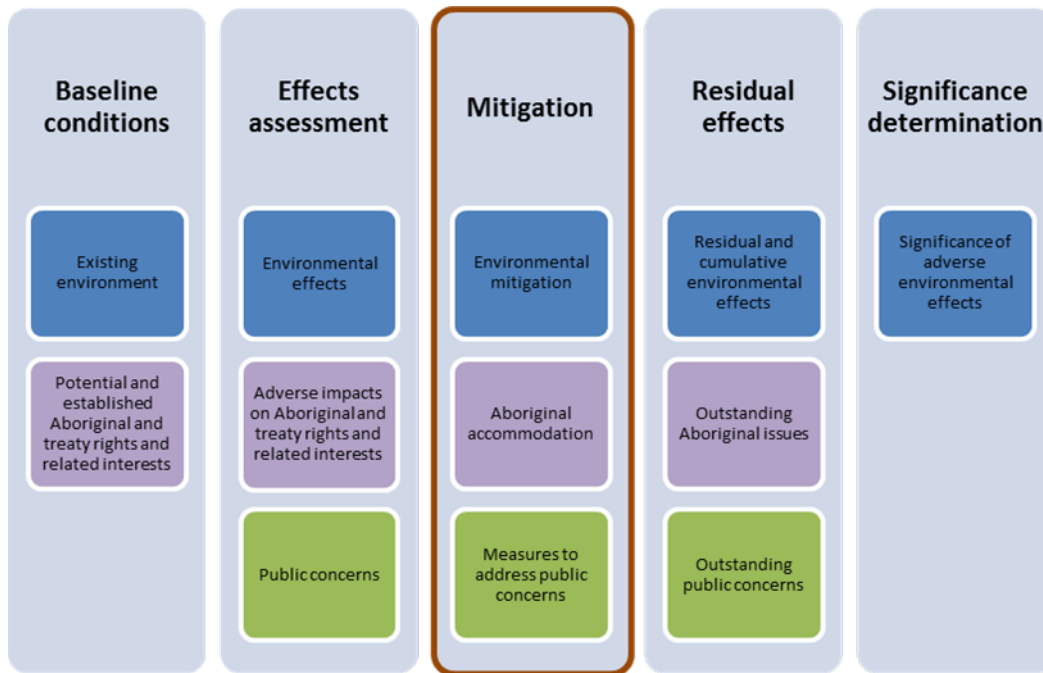 Baseline
conditions
Existing
environment
Potential and
established
Aboriginal and
treaty rights and
related interests
Effects
assessment
Environmental
effects
Adverse impacts
on Aboriginal and
treaty rights and
related interests
Public concerns
Mitigation
Environmental
mitigation
Aboriginal
accommodation
Measures to
address public
concerns
Residual
effects
Residual and
cumulative
environmental
effects
Outstanding
Aboriginal issues
Outstanding
public concerns
Significance
determination
Significance of
adverse
environmental
effects